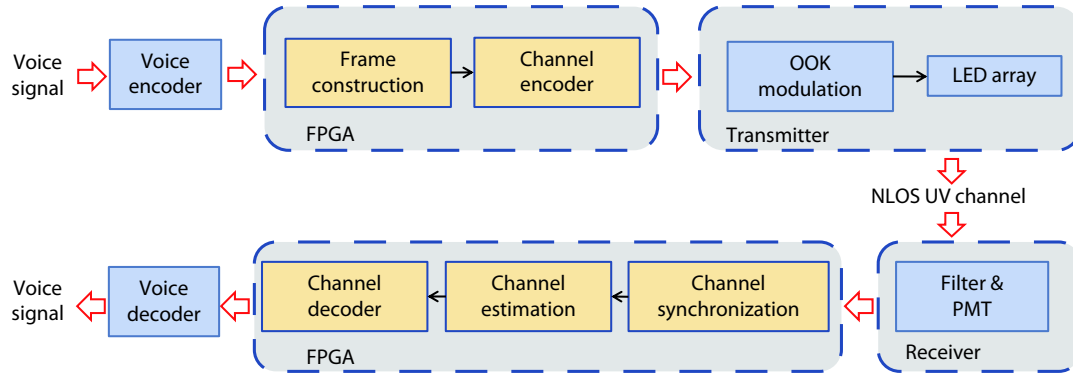 Voice
signal
Voice
encoder
Frame
construction
Channel
encoder
FPGA
OOK
modulation
LED array
Transmitter
NLOS UV channel
Voice
signal
Voice
decoder
Channel
decoder
Channel
estimation
Channel
synchronization
FPGA
Filter &
PMT
Receiver